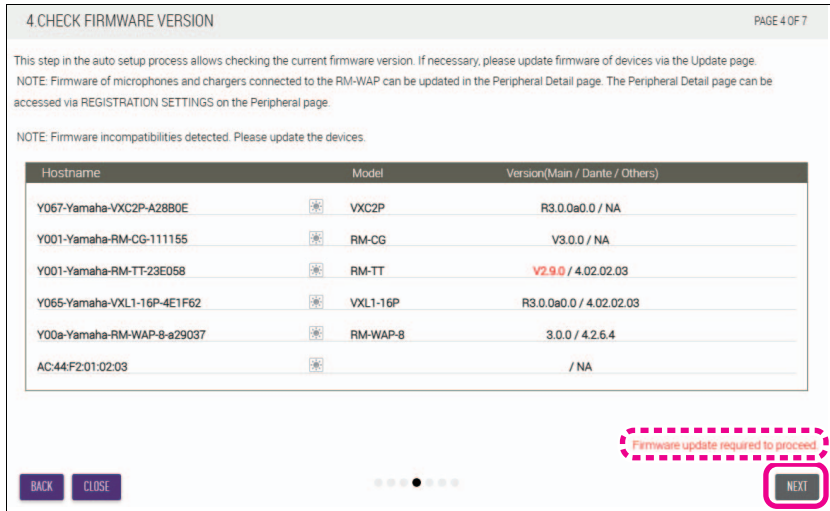 4.CHECK FIRMWARE VERSION PAGE 4 OF 7
This step in the auto setup process allows checking the current firmware version. If necessary, please update firmware of devices via the Update page.
NOTE: Firmware of microphones and chargers connected to the RM-WAP can be updated in the Peripheral Detail page. The Peripheral Detail page can be
accessed via REGISTRATION SETTINGS on the Peripheral page.
NOTE: Firmware incompatibilities detected. Please update the devices.
Hostname Model Version(Main / Dante / Others)
Y067-Yamaha-VXC2P-A28B0E VXC2P R3.0.0a0.0 / NA
Y001-Yamaha-RM-CG-111155 RM-CG V3.0.0 / NA
Y001-Yamaha-RM-TT-23E058 RM-TT V2.9.0 / 4.02.02.03
Y065-Yamaha-VXL1-16P-4E1F62 VXL1-16P R3.0.0a0.0 / 4.02.02.03
Y00a-Yamaha-RM-WAP-8-a29037 RM-WAP-8 3.0.0 / 4.2.6.4
AC:44:F2:01:02:03 / NA
Firmware update required to proceed.
BACK CLOSE NEXT